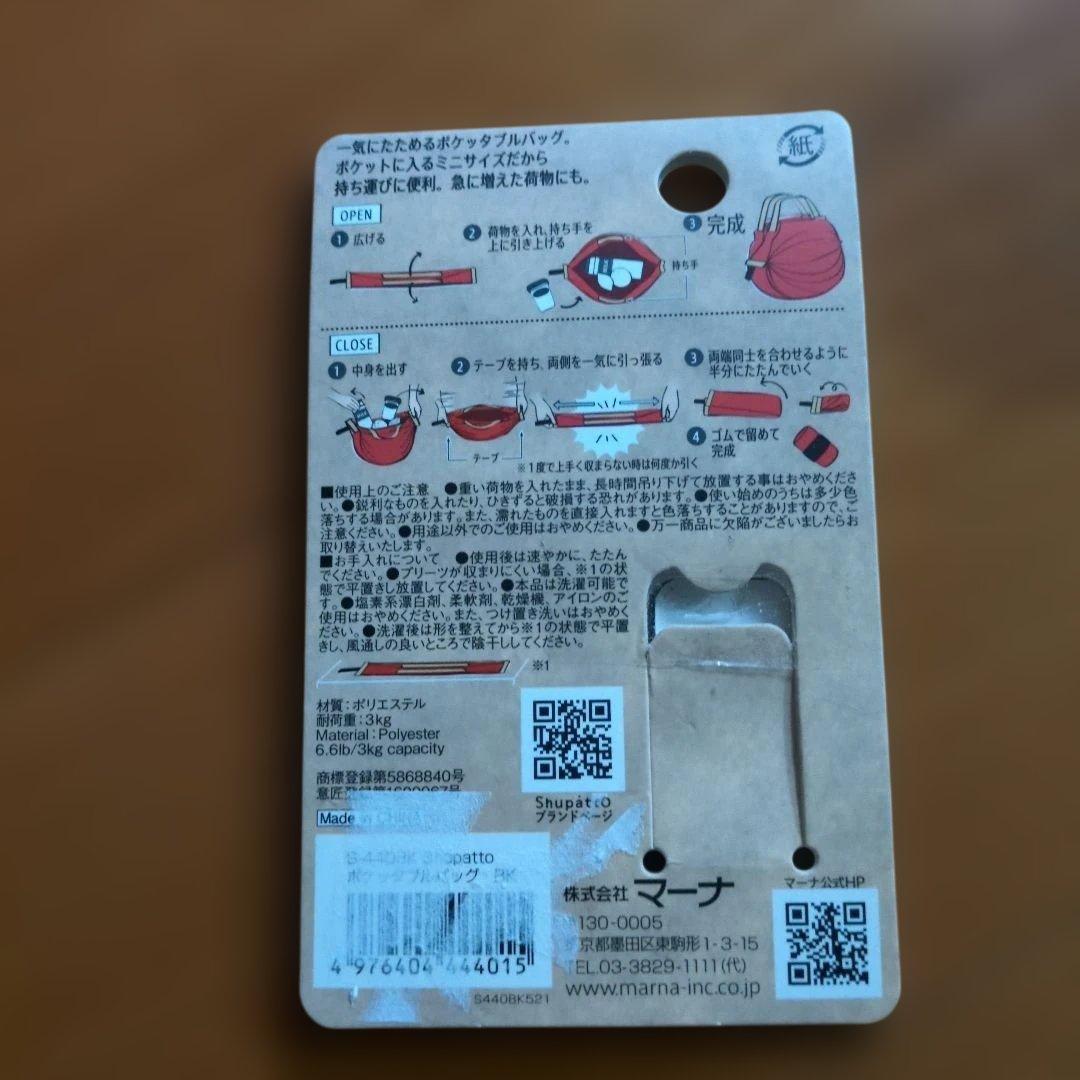 一気にたためるポケッタブルバッグ。
ポケットに入るミニサイズだから
持ち運びに便利。急に増えた荷物にも。
紙
OPEN
1 広げる
2 荷物を入れ、持ち手を
上に引き上げる
持ち手
3 完成
CLOSE
1 中身を出す
2 テープを持ち、両側を一気に引っ張る
テープ
※1度で上手く収まらない時は何度か引く
3 両端同士を合わせるように
半分にたたんでいく
4 ゴムで留めて
完成
■使用上のご注意 ●重い荷物を入れたまま、長時間吊り下げて放置する事はおやめくださ
い。●鋭利なものを入れたり、ひきずると破損する恐れがあります。●使い始めのうちは多少色
落ちする場合があります。また、濡れたものを直接入れますと色落ちすることがありますので、ご
注意ください。●用途以外でのご使用はおやめください。●万一商品に欠陥がございましたらお
取り替えいたします。
■お手入れについて ●使用後は速やかに、たたん
でください。●プリーツが収まりにくい場合、※1の状
態で平置きし放置してください。●本品は洗濯可能で
す。●塩素系漂白剤、柔軟剤、乾燥機、アイロンのご
使用はおやめください。また、つけ置き洗いはおやめく
ださい。●洗濯後は形を整えてから※1の状態で平置
きし、風通しの良いところで陰干ししてください。
※1
材質:ポリエステル
耐荷重:3kg
Material:Polyester
6.6lb/3kg capacity
商標登録第5868840号
意匠登録第
Made in CHINA
Shupatto
ブランドページ
S-440BK Shupatto
ポケッタブルバッグ BK
4 976404 444015
S440BK521
株式会社 マーナ
130-0005
京都墨田区東駒形1-3-15
TEL.03-3829-1111(代)
www.marna-inc.co.jp
マーナ公式HP